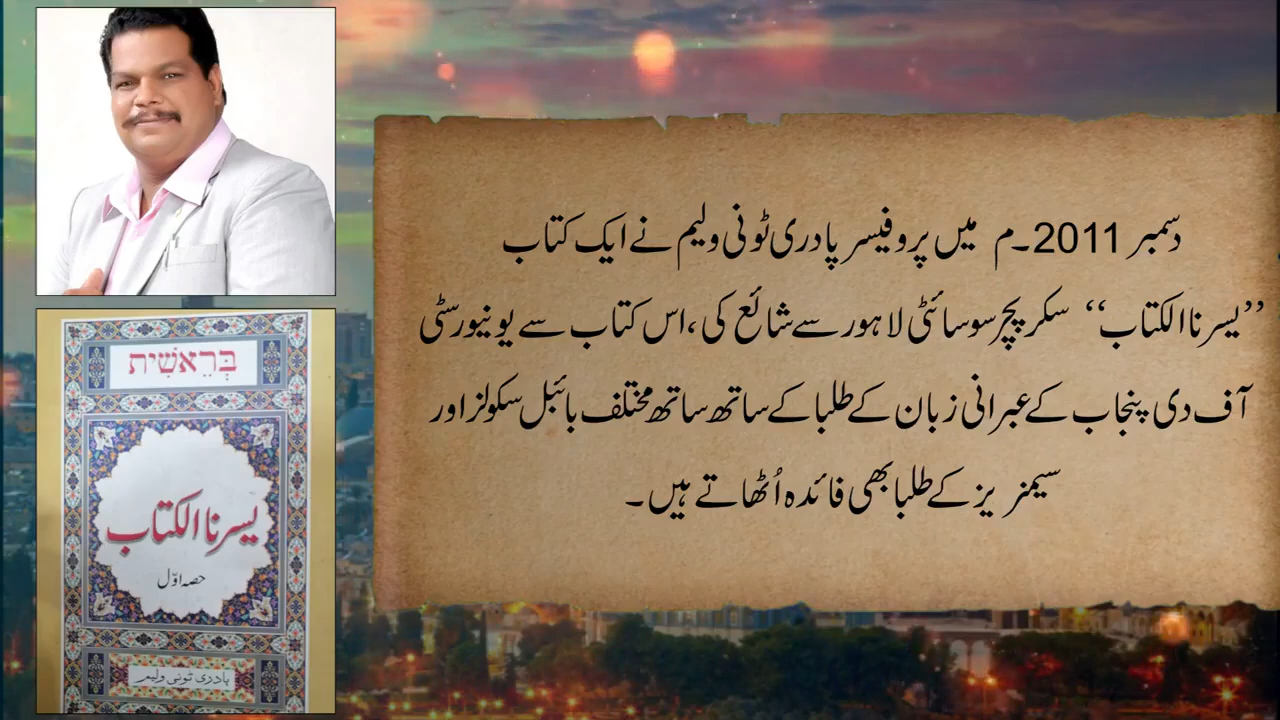 دسمبر 2011۔م میں پروفیسر پادری ٹونی ولیم نے ایک کتاب
’’یسرنا الکتاب‘‘ سکرپچر سوسائٹی لاہور سے شائع کی، اس کتاب سے یونیورسٹی
آف دی پنجاب کے عبرانی زبان کے طلبا کے ساتھ ساتھ مختلف بائبل سکولز اور
سیمنریز کے طلبا بھی فائدہ اُٹھاتے ہیں۔
בְּרֵאשִׁית
یسرنا الکتاب
حصہ اوّل
پادری ٹونی ولیم